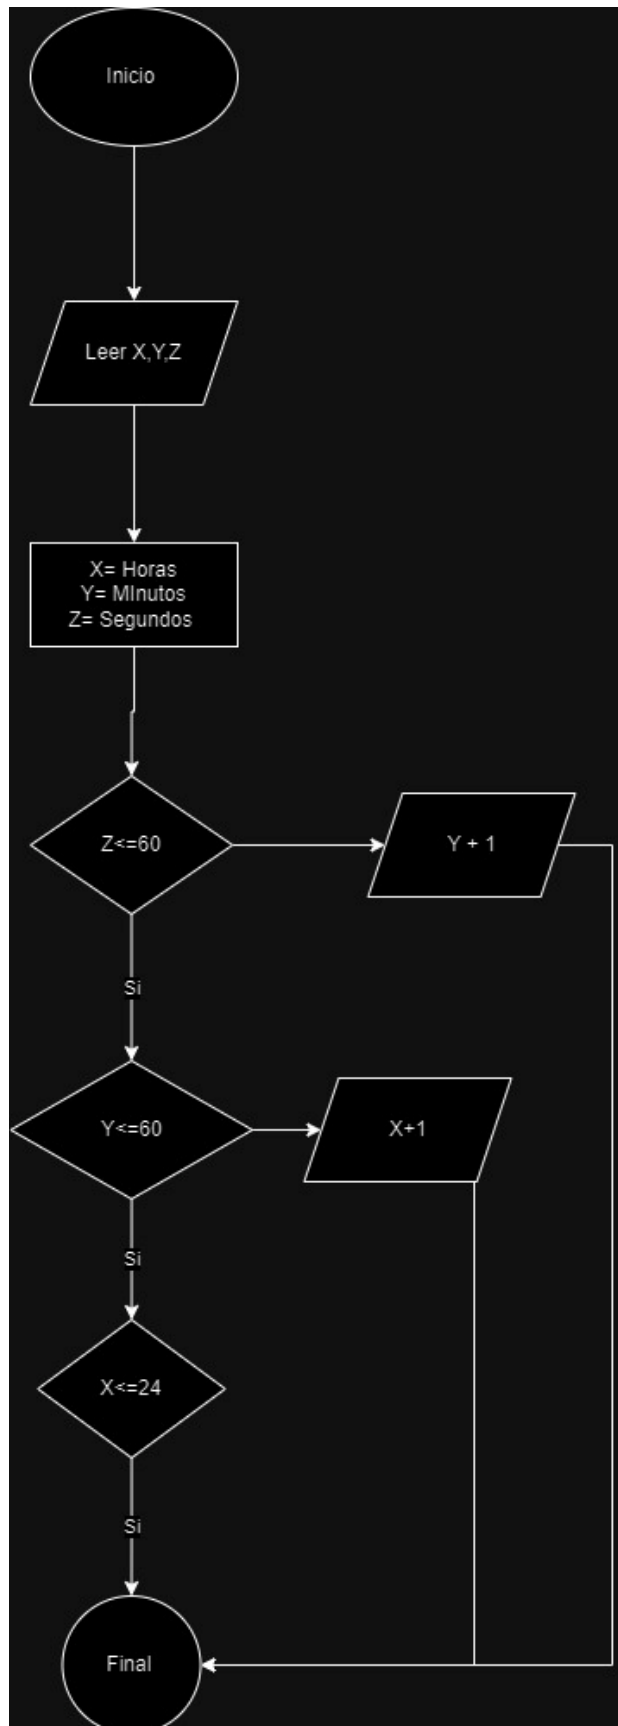 Inicio
Leer X,Y,Z
X= Horas
Y= MInutos
Z= Segundos
Z<=60
Y + 1
Si
Y<=60
X+1
Si
X<=24
Si
Final